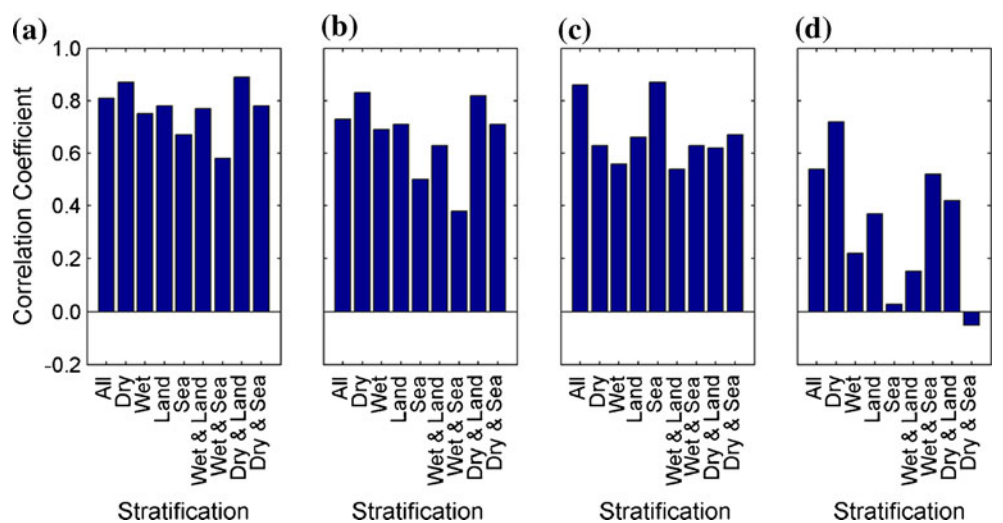 (a) (b) (c) (d)
Correlation Coefficient
1.0
0.8
0.6
0.4
0.2
0.0
-0.2
All Dry Wet Land Sea Wet & Land Wet & Sea Dry & Land Dry & Sea
All Dry Wet Land Sea Wet & Land Wet & Sea Dry & Land Dry & Sea
All Dry Wet Land Sea Wet & Land Wet & Sea Dry & Land Dry & Sea
All Dry Wet Land Sea Wet & Land Wet & Sea Dry & Land Dry & Sea
Stratification Stratification Stratification Stratification